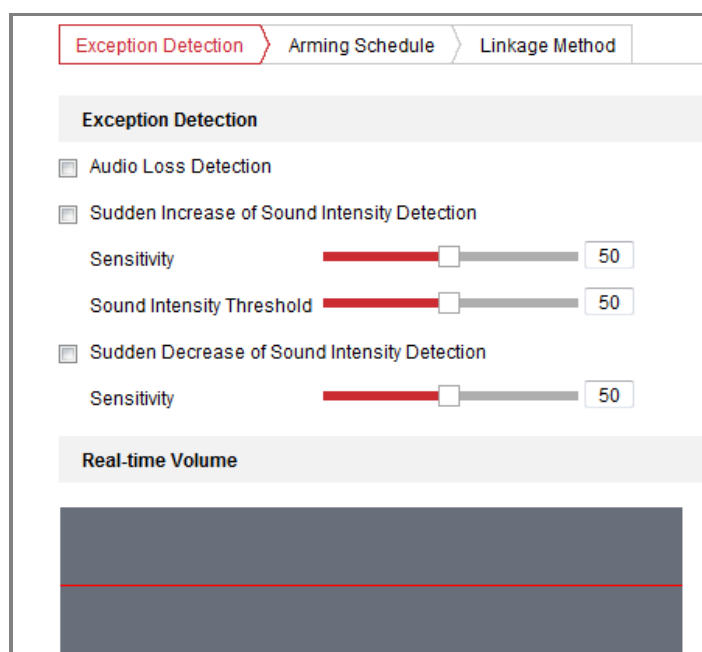 Exception Detection Arming Schedule Linkage Method
Exception Detection
Audio Loss Detection
Sudden Increase of Sound Intensity Detection
Sensitivity 50
Sound Intensity Threshold 50
Sudden Decrease of Sound Intensity Detection
Sensitivity 50
Real-time Volume